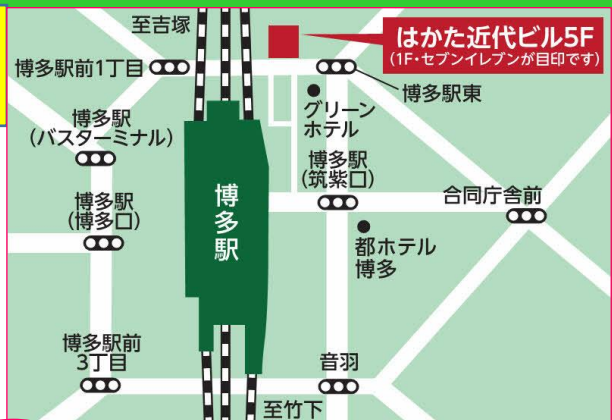 至吉塚
はかた近代ビル5F
(1F・セブンイレブンが目印です)
博多駅前1丁目
博多駅東
グリーン
ホテル
博多駅
(バスターミナル)
博多駅
(筑紫口)
博多駅
(博多口)
博多駅
合同庁舎前
都ホテル
博多
博多駅前
3丁目
音羽
至竹下